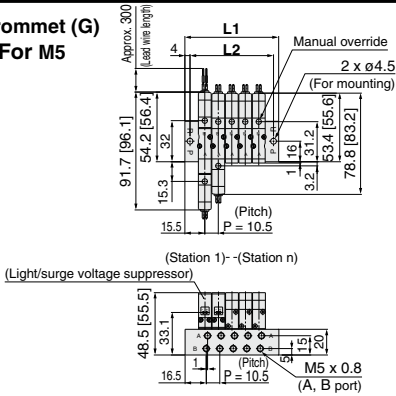 rommet (G)
For M5
Approx. 300
(Lead wire length)
L1
4
L2
Manual override
2 x ø4.5
(For mounting)
91.7 [96.1]
54.2 [56.4]
32
15.3
R
P
R
P
16
1
31.2
3.2
53.4 [55.6]
78.8 [83.2]
(Pitch)
15.5
P = 10.5
(Station 1)- -(Station n)
(Light/surge voltage suppressor)
48.5 [55.5]
33.1
A
B
A
B
5
15
20
1
(Pitch)
16.5
P = 10.5
M5 x 0.8
(A, B port)